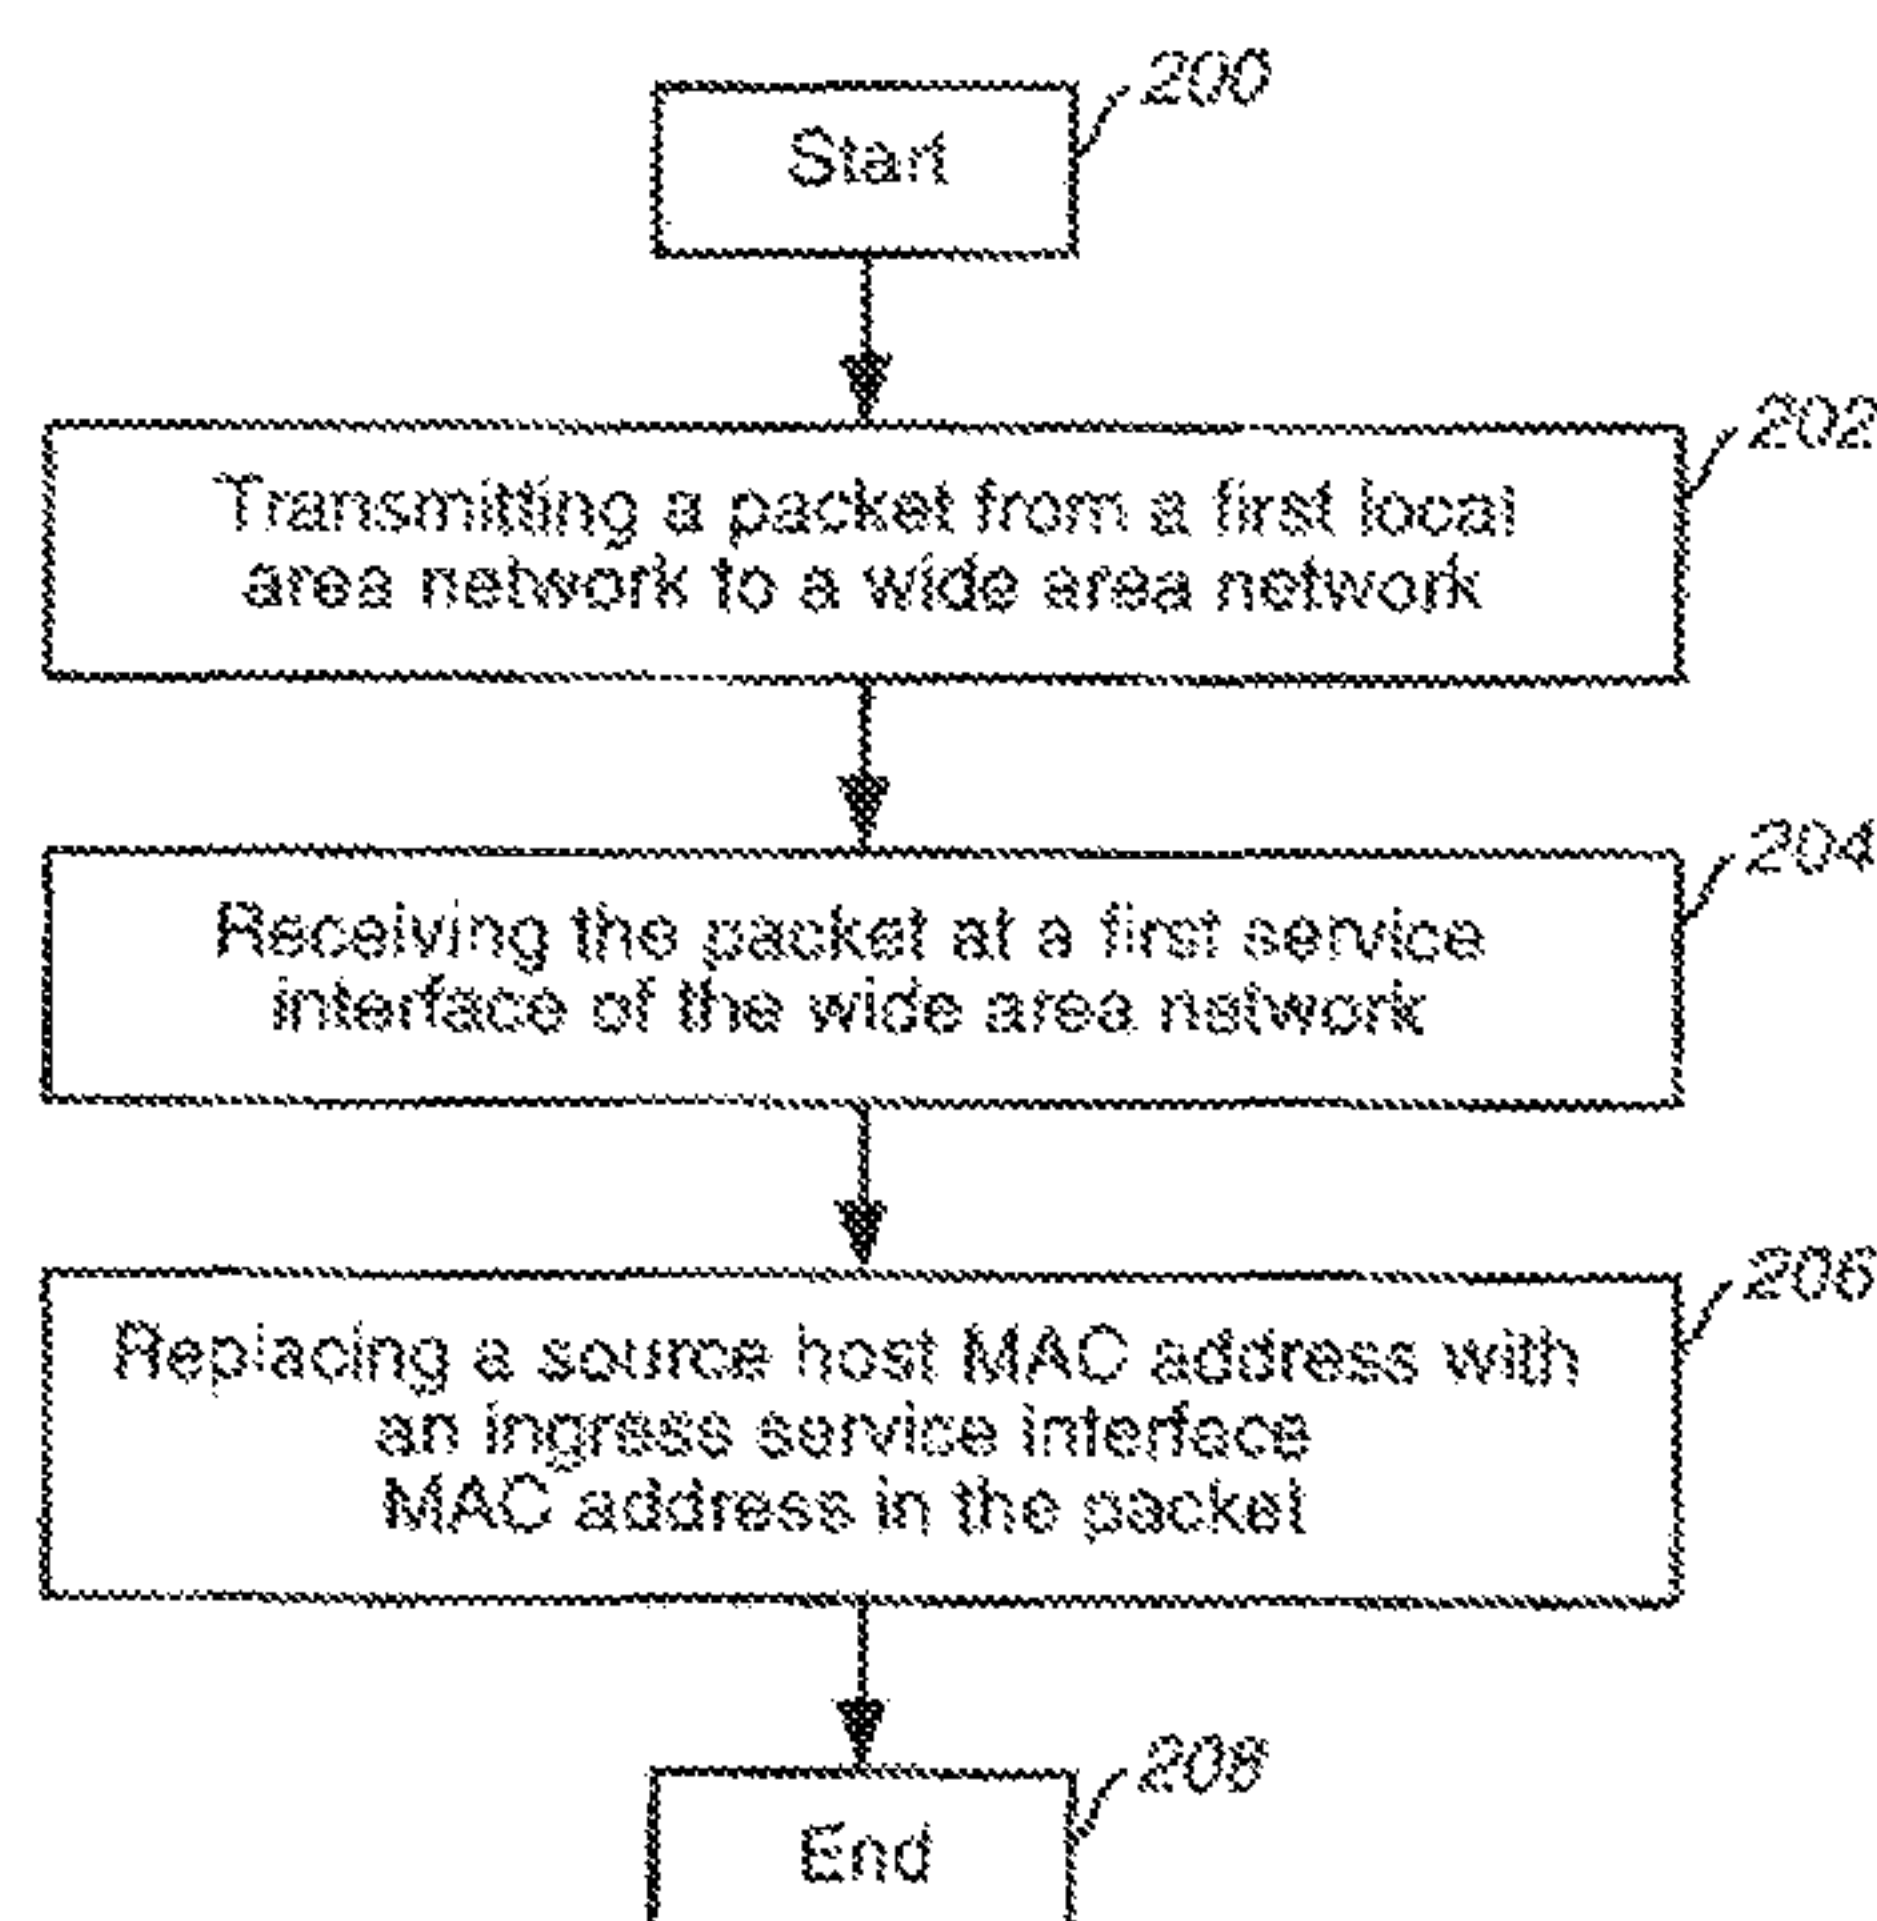 200
Start
202
Transmitting a packet from a first local
area network to a wide area network
204
Receiving the packet at a first service
interface of the wide area network
206
Replacing a source host MAC address with
an ingress service interface
MAC address in the packet
208
End